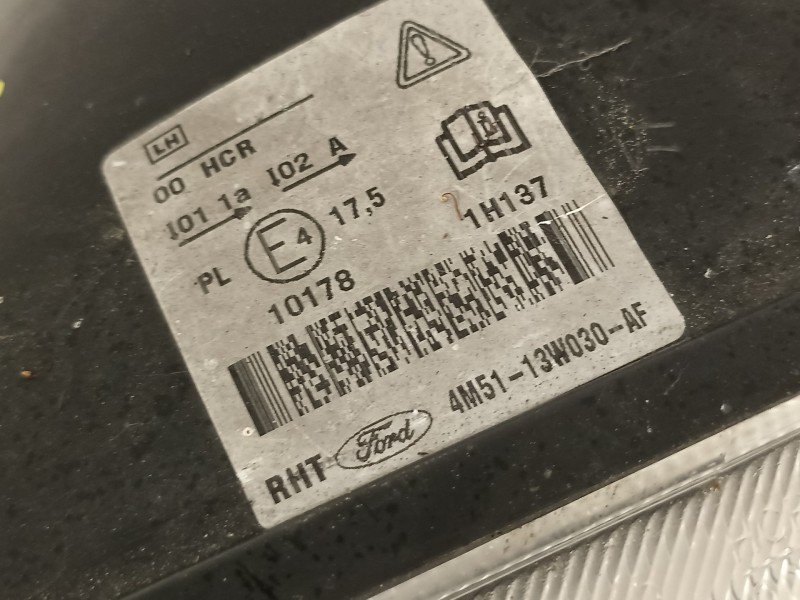 LH
00 HCR
I01 1a I02 A
PL E4 17,5
10178 1H137
RHT Ford 4M51-13W030-AF